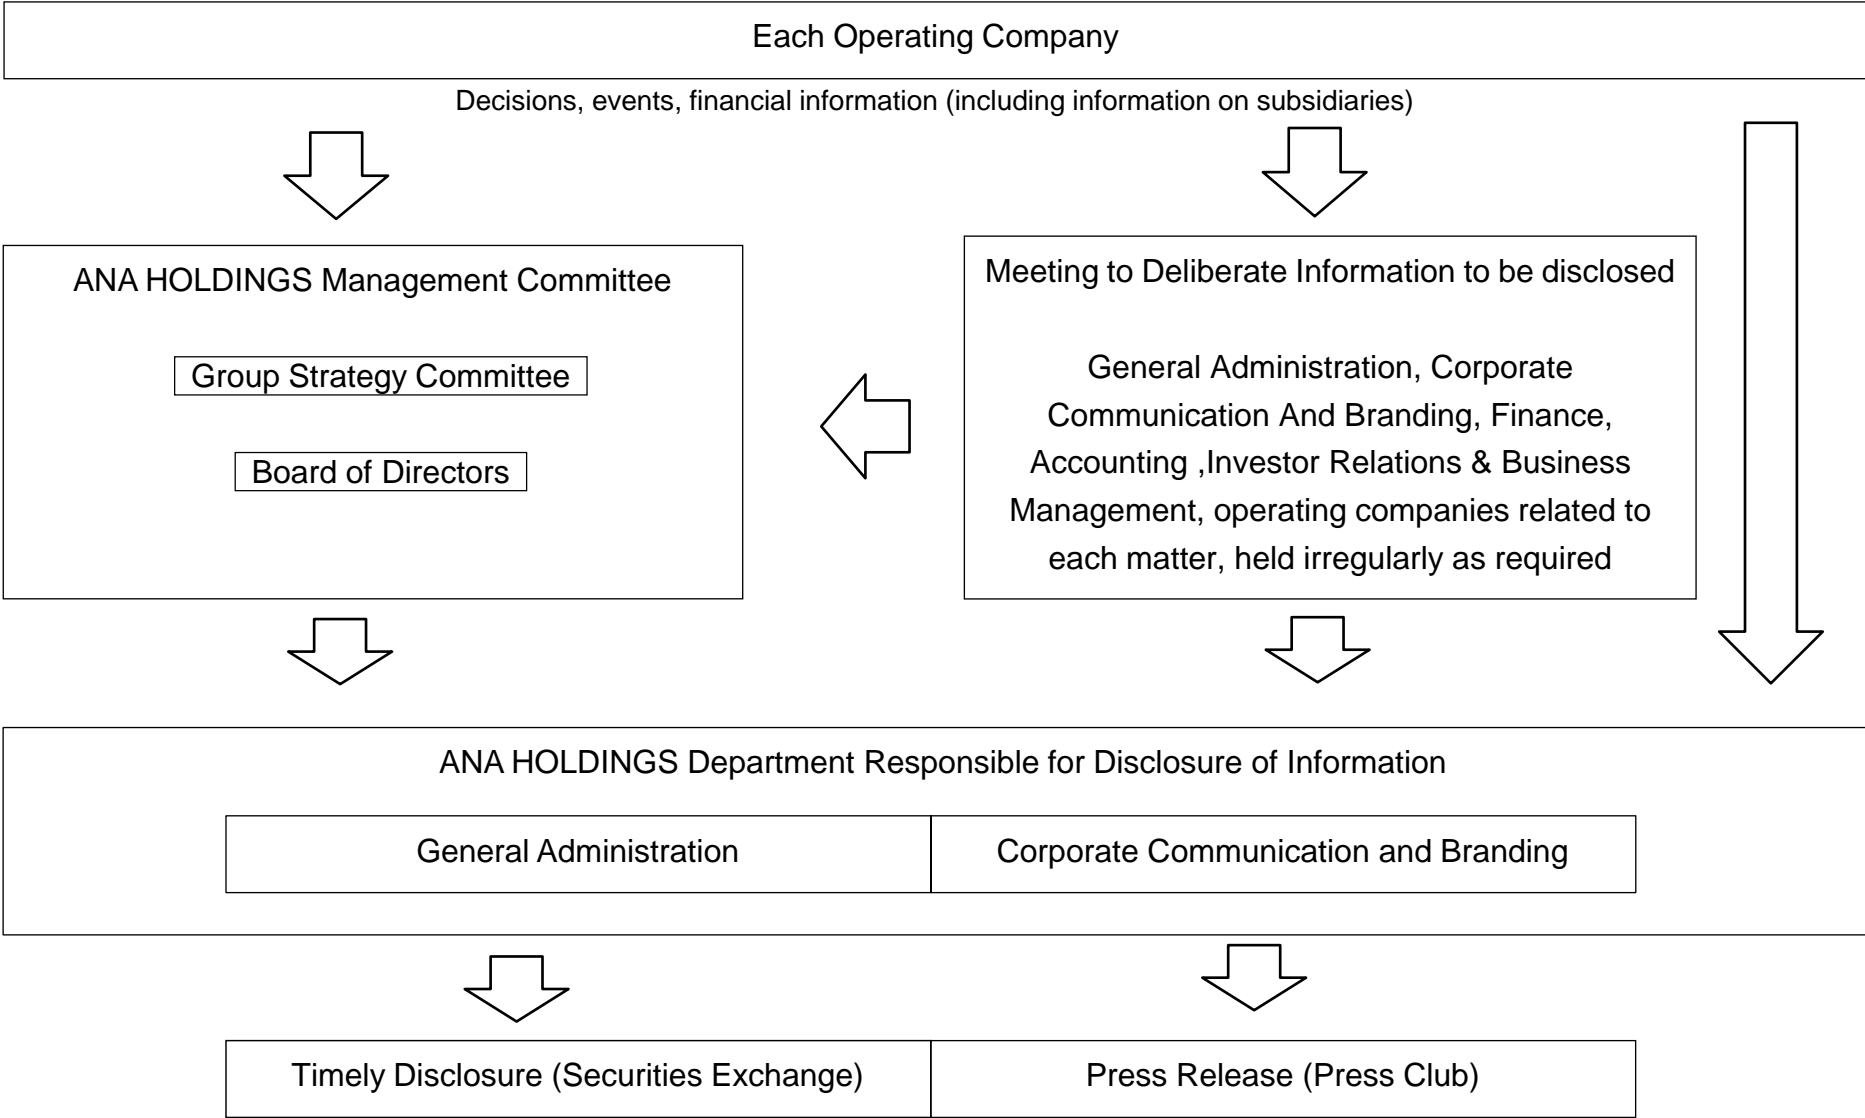 Each Operating Company
Decisions, events, financial information (including information on subsidiaries)
ANA HOLDINGS Management Committee
Group Strategy Committee
Board of Directors
Meeting to Deliberate Information to be disclosed
General Administration, Corporate
Communication And Branding, Finance,
Accounting ,Investor Relations & Business
Management, operating companies related to
each matter, held irregularly as required
ANA HOLDINGS Department Responsible for Disclosure of Information
General Administration
Corporate Communication and Branding
Timely Disclosure (Securities Exchange)
Press Release (Press Club)